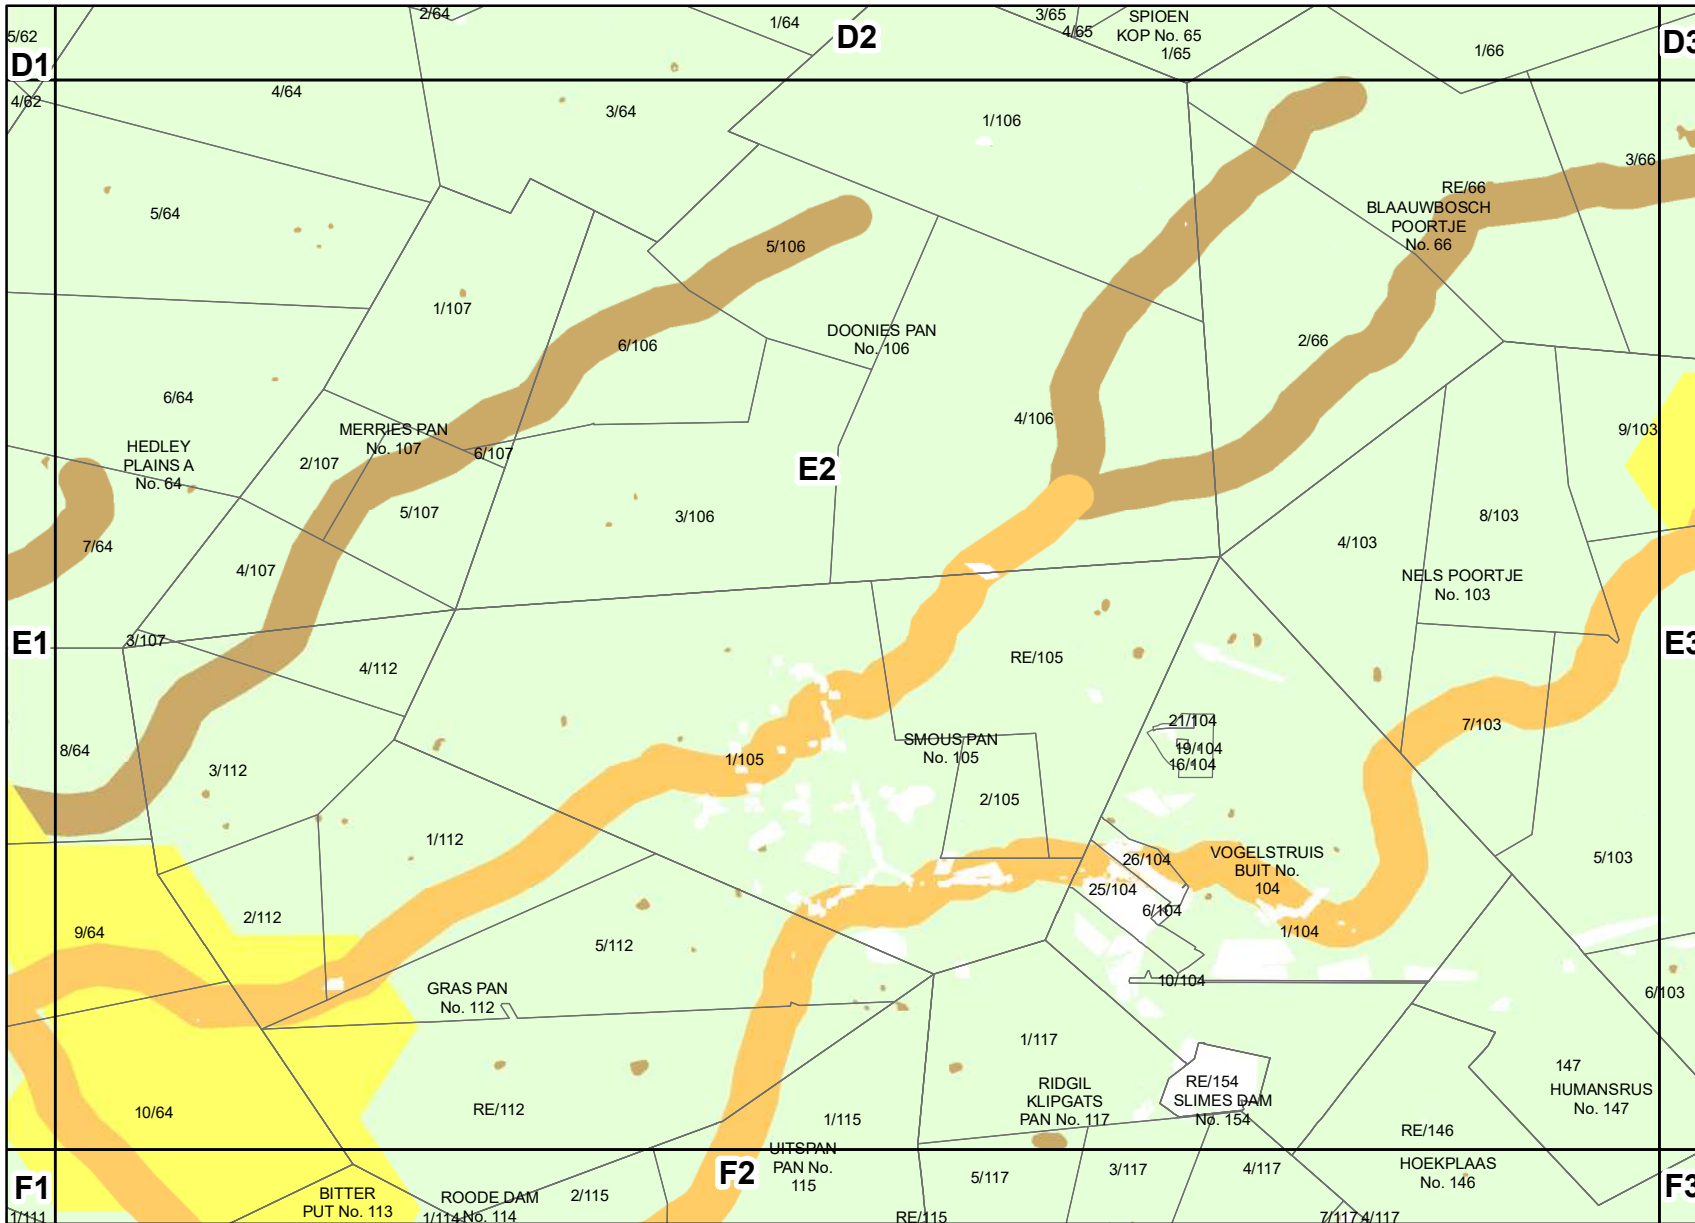 2/64
1/64
3/65
4/65
SPIOEN
KOP No. 65
1/65
5/62
D1
D2
1/66
D3
4/62
4/64
3/64
1/106
3/66
5/64
RE/66
BLAAUWBOSCH
POORTJE
No. 66
5/106
1/107
DOONIES PAN
No. 106
6/106
2/66
6/64
4/106
9/103
HEDLEY
PLAINS A
No. 64
MERRIES PAN
No. 107
2/107
6/107
E2
5/107
3/106
8/103
7/64
4/103
4/107
NELS POORTJE
No. 103
E1
3/107
4/112
RE/105
E3
21/104
7/103
8/64
3/112
1/105
SMOUS PAN
No. 105
19/104
16/104
2/105
1/112
26/104
VOGELSTRUIS
BUIT No.
104
5/103
25/104
6/104
2/112
9/64
5/112
1/104
GRAS PAN
No. 112
10/104
6/103
1/117
147
HUMANSRUS
No. 147
RIDGIL
KLIPGATS
PAN No. 117
RE/154
SLIMES DAM
No. 154
10/64
RE/112
1/115
RE/146
UITSPAN
PAN No.
115
F1
F2
F3
5/117
3/117
4/117
HOEKPLAAS
No. 146
BITTER
PUT No. 113
ROODE DAM
No. 114
2/115
1/111
1/114
RE/115
7/117
4/117